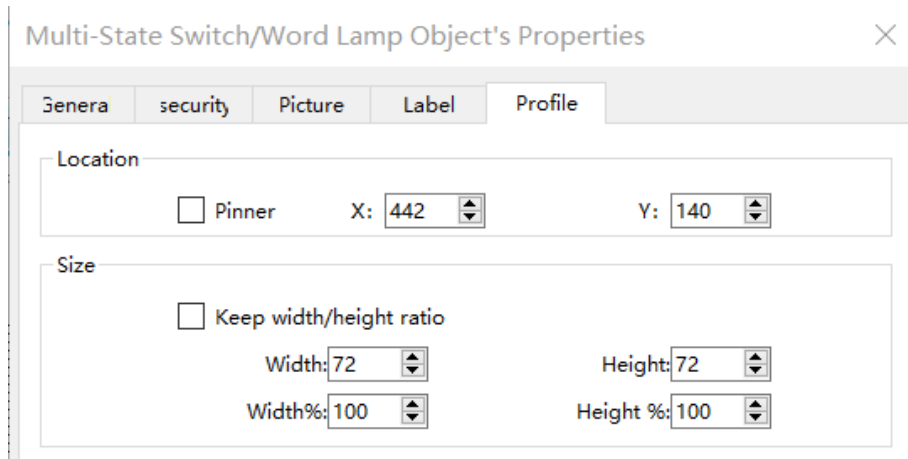 Multi-State Switch/Word Lamp Object's Properties
Genera security Picture Label Profile
Location
Pinner X: 442 Y: 140
Size
Keep width/height ratio
Width: 72 Height: 72
Width%: 100 Height %: 100